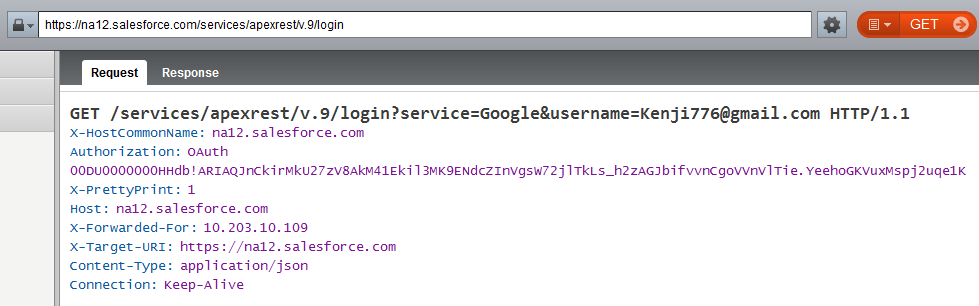 https://na12.salesforce.com/services/apexrest/v.9/login
GET
Request Response
GET /services/apexrest/v.9/login?service=Google&username=Kenji776@gmail.com HTTP/1.1
X-HostCommonName: na12.salesforce.com
Authorization: OAuth
00DU0000000HHdb!ARIAQJnCkirMkU27zV8AkM41Ekil3MK9ENdcZInVgsW72jlTkLs_h2zAGJbifvvnCgoVVnVlTie.YeehoGKVuxMspj2uqe1K
X-PrettyPrint: 1
Host: na12.salesforce.com
X-Forwarded-For: 10.203.10.109
X-Target-URI: https://na12.salesforce.com
Content-Type: application/json
Connection: Keep-Alive